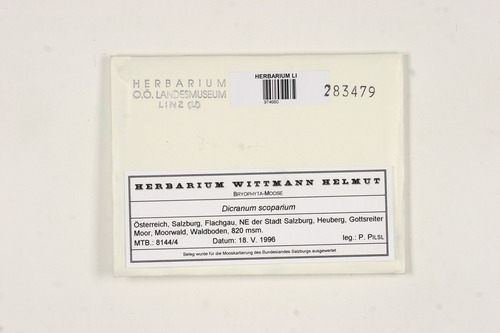 HERBARIUM
O.Ö. LANDESMUSEUM
LINZ
HERBARIUM LI
974660
283479
HERBARIUM WITTMANN HELMUT
BRYOPHYTA-MOOSE
Dicranum scoparium
Österreich, Salzburg, Flachgau, NE der Stadt Salzburg, Heuberg, Gottsreiter
Moor, Moorwald, Waldboden, 820 msm.
MTB.: 8144/4 Datum: 18. V. 1996 leg.: P. PILSL
Beleg wurde für die Mooskartierung des Bundeslandes Salzburgs ausgewertet